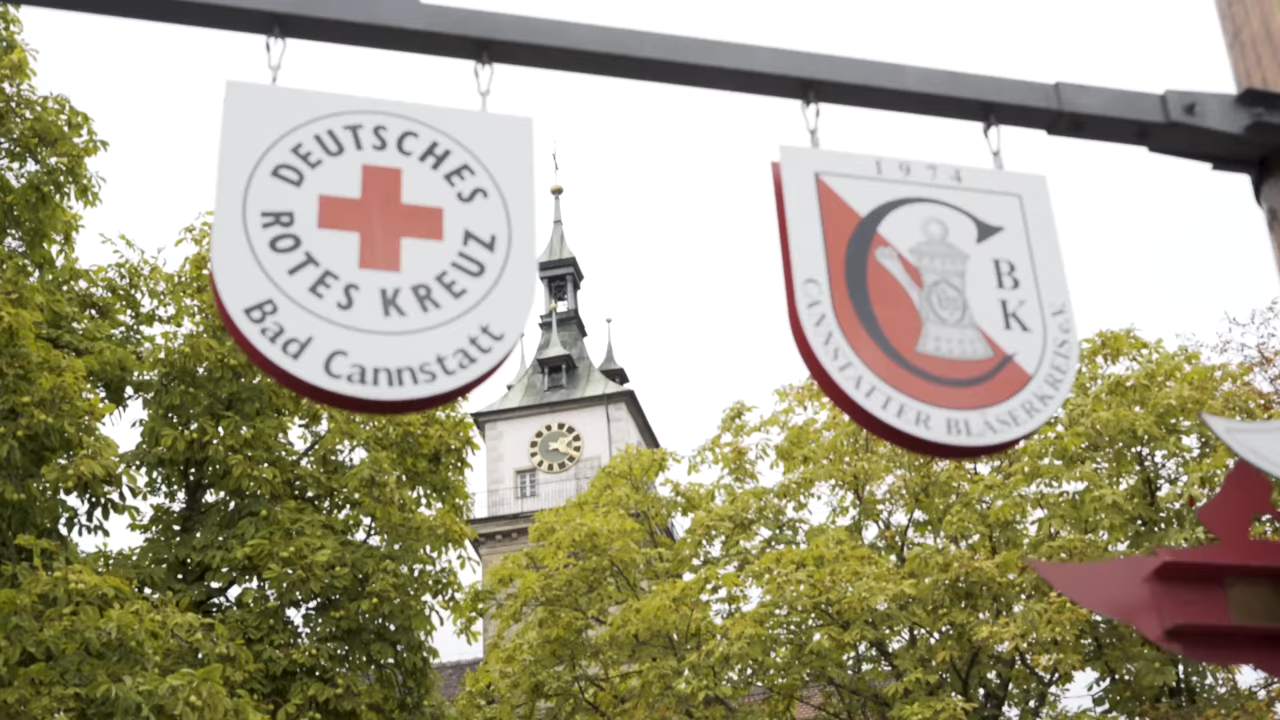 DEUTSCHES
ROTES KREUZ
Bad Cannstatt
1974
C
B
K
CANNSTATTER BLÄSERKREIS e.V.